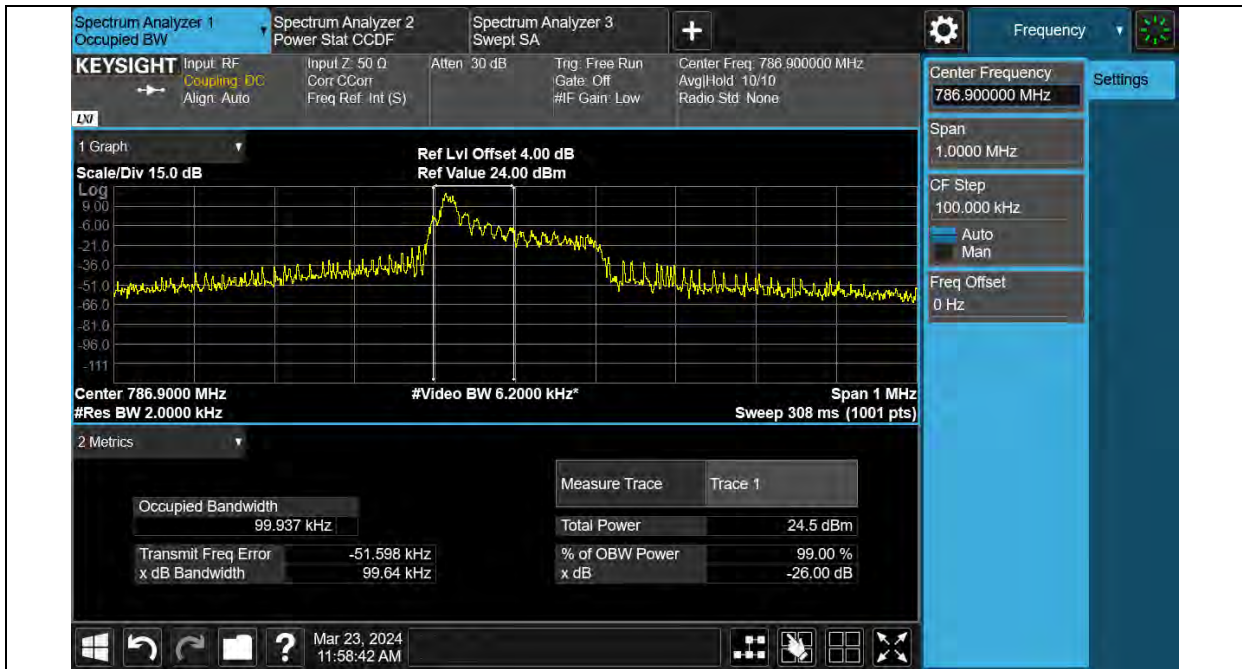 Spectrum Analyzer 1
Occupied BW
Spectrum Analyzer 2
Power Stat CCDF
Spectrum Analyzer 3
Swept SA
Frequency
KEYSIGHT
Input: RF
Coupling: DC
Align: Auto
Input Z: 50 Ω
Corr CCorr
Freq Ref: Int (S)
Atten: 30 dB
Trig: Free Run
Gate: Off
#IF Gain: Low
Center Freq: 786.900000 MHz
Avg|Hold: 10/10
Radio Std: None
LXI
Center Frequency
786.900000 MHz
Settings
Span
1.0000 MHz
CF Step
100.000 kHz
Auto
Man
Freq Offset
0 Hz
1 Graph
Scale/Div 15.0 dB
Ref Lvl Offset 4.00 dB
Ref Value 24.00 dBm
Log
9.00
-6.00
-21.0
-36.0
-51.0
-66.0
-81.0
-96.0
-111
Center 786.9000 MHz
#Res BW 2.0000 kHz
#Video BW 6.2000 kHz*
Span 1 MHz
Sweep 308 ms (1001 pts)
2 Metrics
Measure Trace Trace 1
Occupied Bandwidth
99.937 kHz
Total Power 24.5 dBm
Transmit Freq Error -51.598 kHz
% of OBW Power 99.00 %
x dB Bandwidth 99.64 kHz
x dB -26.00 dB
?
Mar 23, 2024
11:58:42 AM